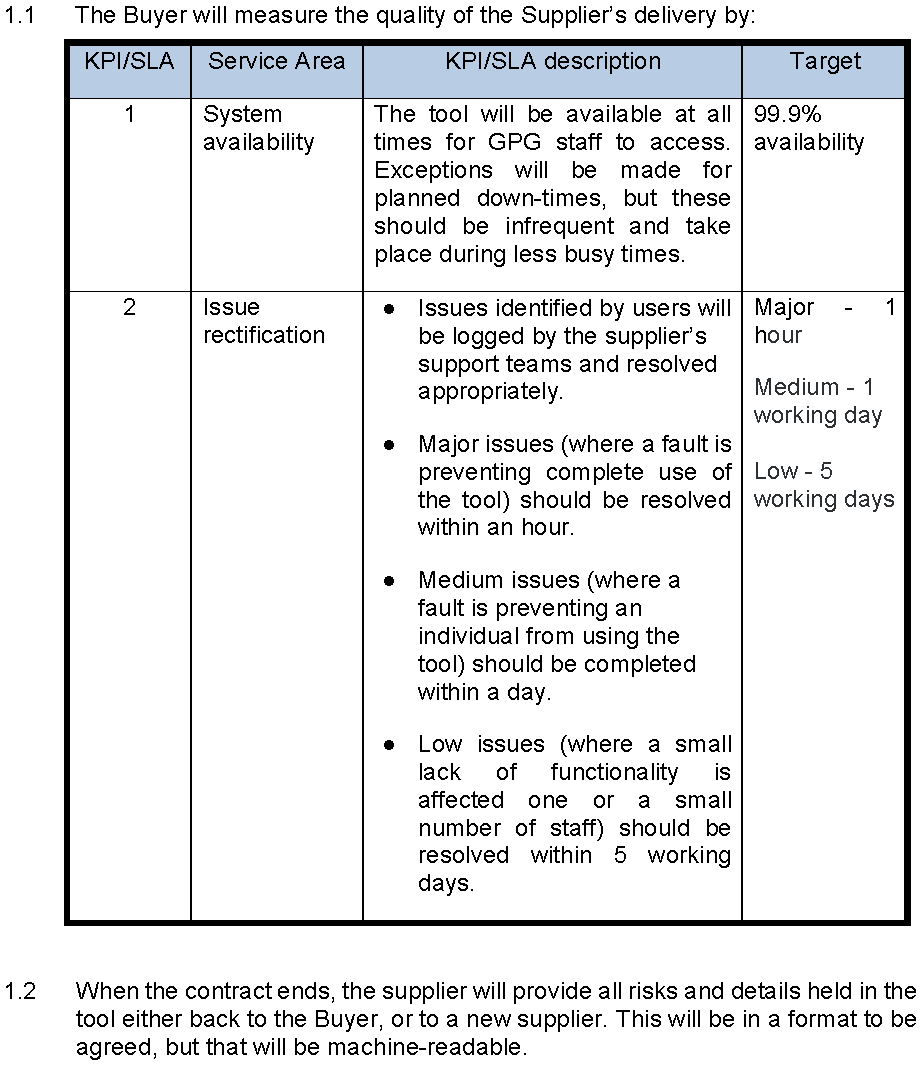 1.1 The Buyer will measure the quality of the Supplier's delivery by:
KPI/SLA Service Area KPI/SLA description Target
1 System availability
The tool will be available at all
times for GPG staff to access.
Exceptions will be made for
planned down-times, but these
should be infrequent and take
place during less busy times.
99.9%
availability
2 Issue
rectification
● Issues identified by users will
be logged by the supplier's
support teams and resolved
appropriately.
● Major issues (where a fault is
preventing complete use of
the tool) should be resolved
within an hour.
● Medium issues (where a
fault is preventing an
individual from using the
tool) should be completed
within a day.
● Low issues (where a small
lack of functionality is
affected one or a small
number of staff) should be
resolved within 5 working
days.
Major - 1
hour
Medium - 1
working day
Low - 5
working days
1.2 When the contract ends, the supplier will provide all risks and details held in the
tool either back to the Buyer, or to a new supplier. This will be in a format to be
agreed, but that will be machine-readable.